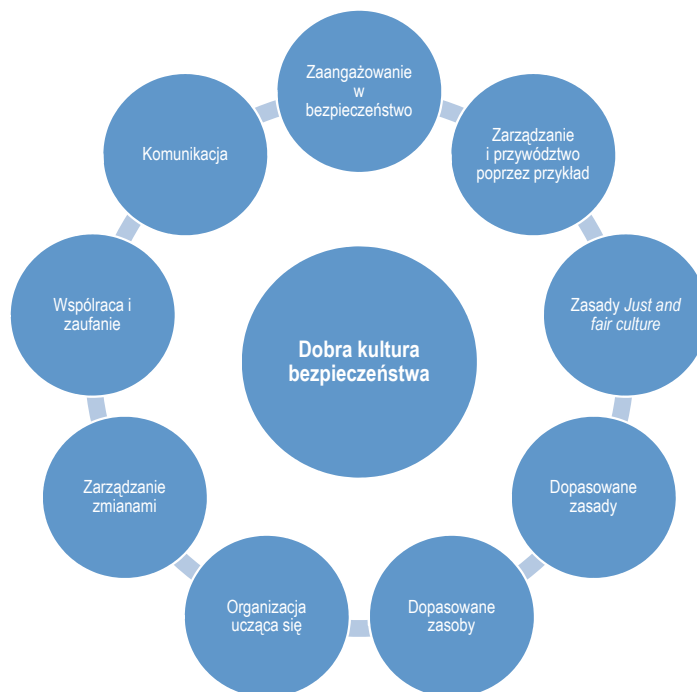 Zaangażowanie
w
bezpieczeństwo
Zarządzanie
i przywództwo
poprzez przykład
Zasady Just and
fair culture
Dopasowane
zasady
Dopasowane
zasoby
Organizacja
ucząca się
Zarządzanie
zmianami
Wspólraca i
zaufanie
Komunikacja
Dobra kultura
bezpieczeństwa